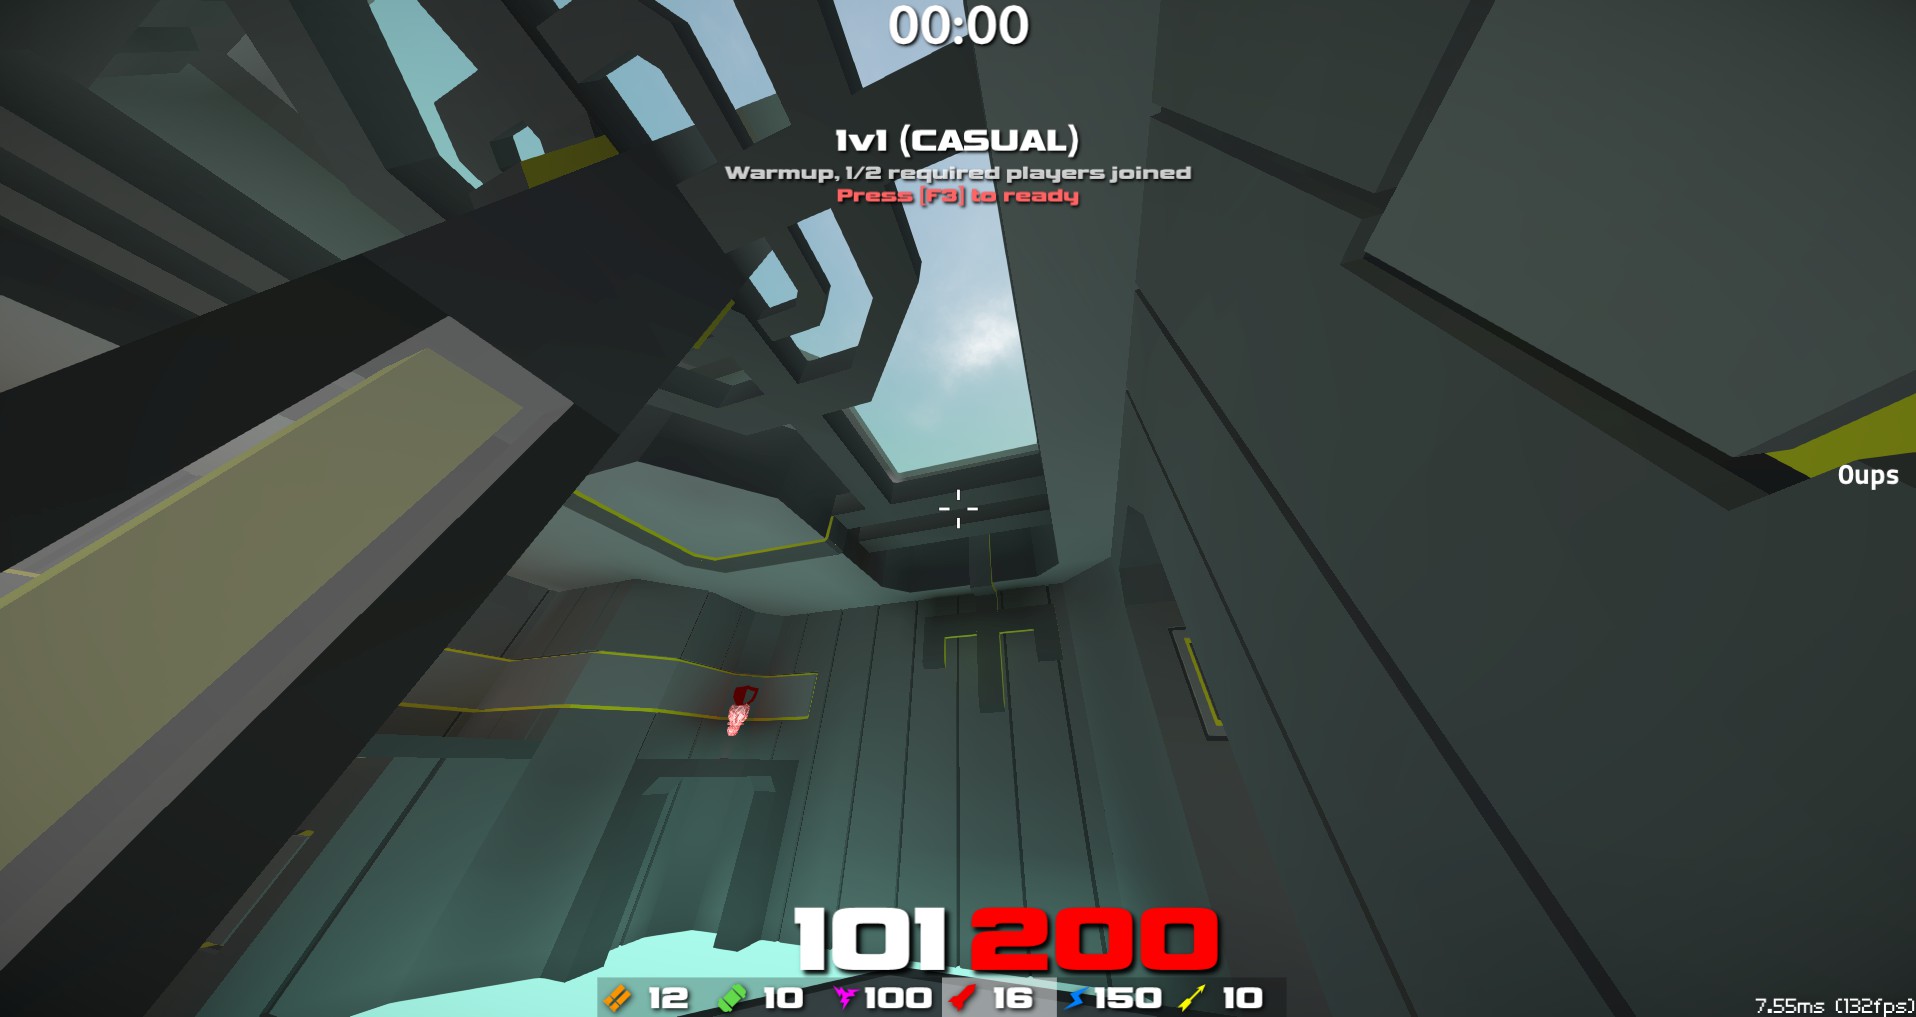 00:00
1v1 (CASUAL)
Warmup, 1/2 required players joined
Press [F3] to ready
Oups
101 200
12 10 100 16 150 10
7.55ms (132fps)